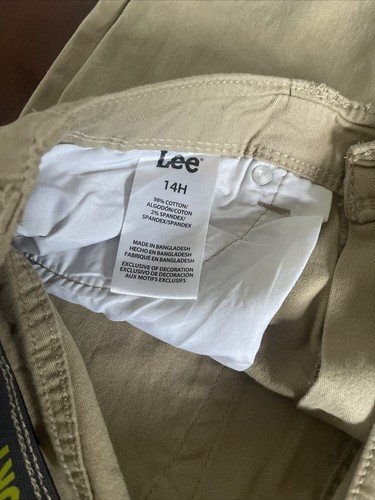 Lee®
14H
98% COTTON/
ALGODÓN/COTON
2% SPANDEX/
SPANDEX/SPANDEX
MADE IN BANGLADESH
HECHO EN BANGLADESH
FABRIQUÉ EN BANGLADESH
EXCLUSIVE OF DECORATION
EXCLUSIVO DE DECORACIÓN
AUX MOTIFS EXCLUSIFS